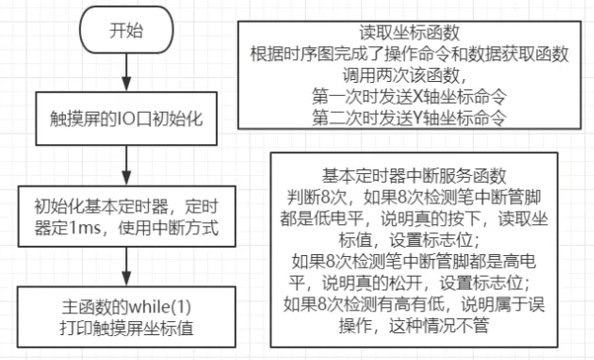 开始
触摸屏的IO口初始化
初始化基本定时器，定时
器定1ms，使用中断方式
主函数的while(1)
打印触摸屏坐标值
读取坐标函数
根据时序图完成了操作命令和数据获取函数
调用两次该函数，
第一次时发送X轴坐标命令
第二次时发送Y轴坐标命令
基本定时器中断服务函数
判断8次，如果8次检测笔中断管脚
都是低电平，说明真的按下，读取坐
标值，设置标志位；
如果8次检测笔中断管脚都是高电
平，说明真的松开，设置标志位；
如果8次检测有高有低，说明属于误
操作，这种情况不管